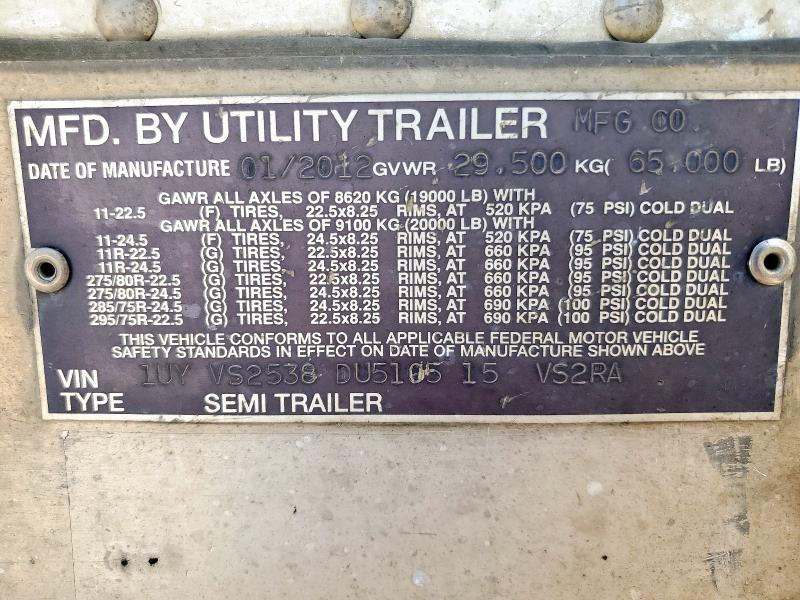 MFD. BY UTILITY TRAILER MFG CO.
DATE OF MANUFACTURE 01/2012 GVWR 29.500 KG( 65.000 LB)
GAWR ALL AXLES OF 8620 KG (19000 LB) WITH
11-22.5 (F) TIRES, 22.5x8.25 RIMS, AT 520 KPA (75 PSI) COLD DUAL
GAWR ALL AXLES OF 9100 KG (20000 LB) WITH
11-24.5 (F) TIRES, 24.5x8.25 RIMS, AT 520 KPA (75 PSI) COLD DUAL
11R-22.5 (G) TIRES, 22.5x8.25 RIMS, AT 660 KPA (95 PSI) COLD DUAL
11R-24.5 (G) TIRES, 24.5x8.25 RIMS, AT 660 KPA (95 PSI) COLD DUAL
275/80R-22.5 (G) TIRES, 22.5x8.25 RIMS, AT 660 KPA (95 PSI) COLD DUAL
275/80R-24.5 (G) TIRES, 24.5x8.25 RIMS, AT 660 KPA (95 PSI) COLD DUAL
285/75R-24.5 (G) TIRES, 24.5x8.25 RIMS, AT 690 KPA (100 PSI) COLD DUAL
295/75R-22.5 (G) TIRES, 22.5x8.25 RIMS, AT 690 KPA (100 PSI) COLD DUAL
THIS VEHICLE CONFORMS TO ALL APPLICABLE FEDERAL MOTOR VEHICLE
SAFETY STANDARDS IN EFFECT ON DATE OF MANUFACTURE SHOWN ABOVE
VIN 1UY VS2538 DU5105 15 VS2RA
TYPE SEMI TRAILER